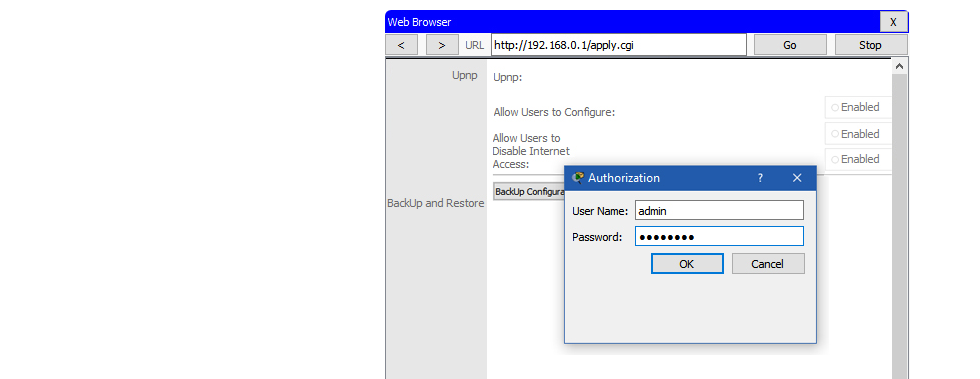 Web Browser X
< > URL http://192.168.0.1/apply.cgi Go Stop
Upnp Upnp:
Allow Users to Configure: Enabled
Allow Users to Enabled
Disable Internet
Access: Enabled
BackUp and Restore BackUp Configura
Authorization ? ×
User Name: admin
Password: ●●●●●●●●
OK Cancel